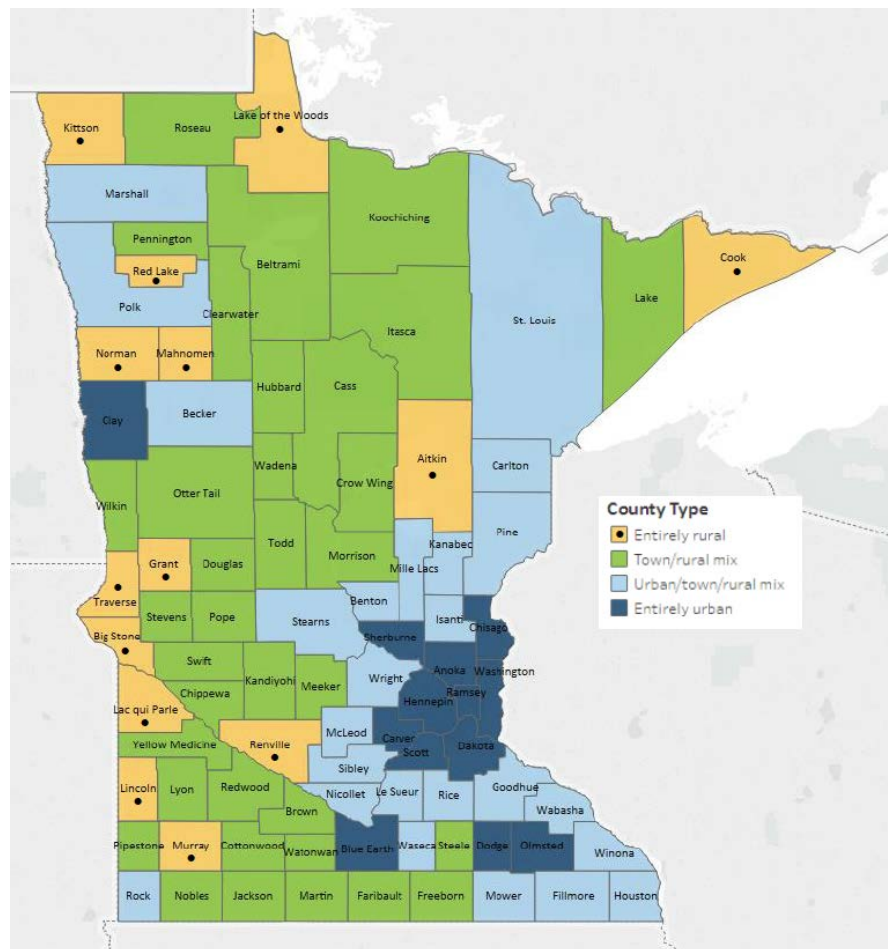 Kittson
Roseau
Lake of the Woods
Marshall
Koochiching
Pennington
Beltrami
Red Lake
Cook
Polk
Clearwater
Lake
St. Louis
Itasca
Norman
Mahnomen
Hubbard
Cass
Clay
Becker
Aitkin
Carlton
Wadena
Crow Wing
Otter Tail
Wilkin
Pine
County Type
Entirely rural
Town/rural mix
Urban/town/rural mix
Entirely urban
Todd
Morrison
Kanabec
Mille Lacs
Grant
Douglas
Traverse
Benton
Stevens
Pope
Stearns
Isanti
Chisago
Big Stone
Sherburne
Swift
Anoka
Washington
Wright
Kandiyohi
Meeker
Ramsey
Chippewa
Hennepin
Lac qui Parle
McLeod
Carver
Yellow Medicine
Renville
Dakota
Scott
Sibley
Lincoln
Lyon
Redwood
Nicollet
Le Sueur
Rice
Goodhue
Brown
Wabasha
Pipestone
Murray
Cottonwood
Watonwan
Blue Earth
Waseca
Steele
Dodge
Olmsted
Winona
Rock
Nobles
Jackson
Martin
Faribault
Freeborn
Mower
Fillmore
Houston